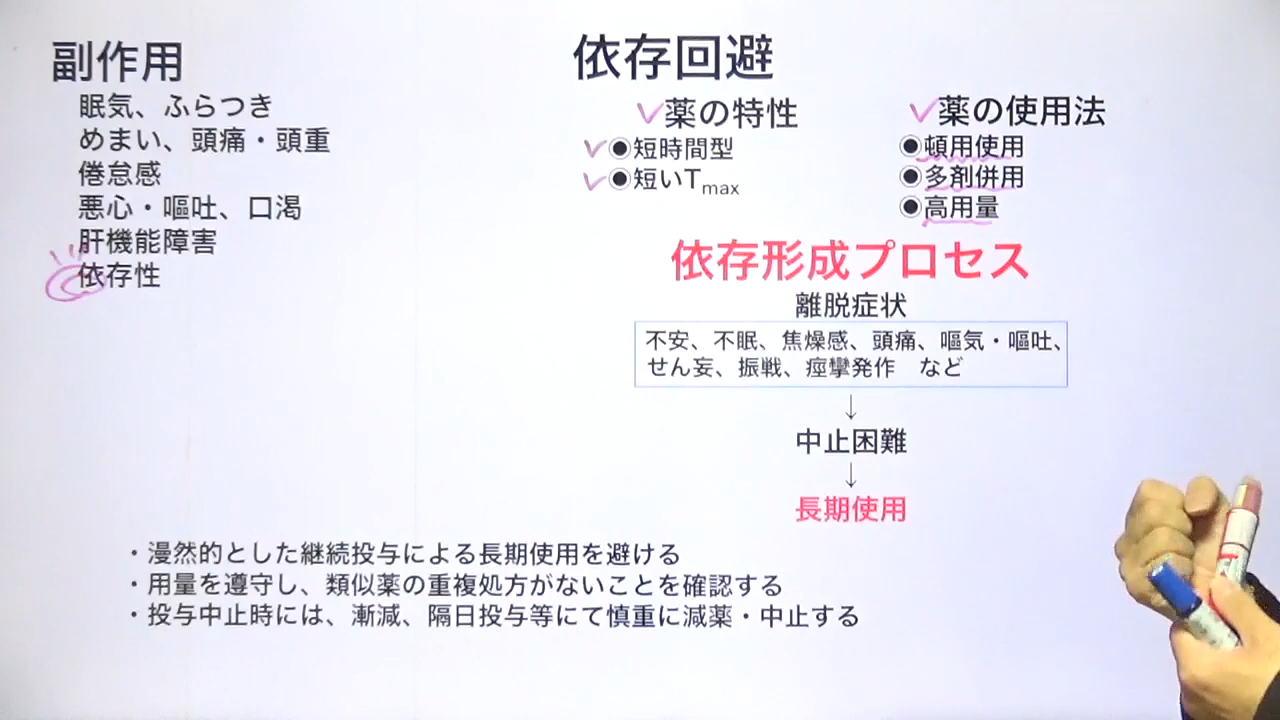 副作用
眠気、ふらつき
めまい、頭痛・頭重
倦怠感
悪心・嘔吐、口渇
肝機能障害
依存性
依存回避
薬の特性
●短時間型
●短いTmax
薬の使用法
●頓用使用
●多剤併用
●高用量
依存形成プロセス
離脱症状
不安、不眠、焦燥感、頭痛、嘔気・嘔吐、
せん妄、振戦、痙攣発作　など
↓
中止困難
↓
長期使用
・漫然的とした継続投与による長期使用を避ける
・用量を遵守し、類似薬の重複処方がないことを確認する
・投与中止時には、漸減、隔日投与等にて慎重に減薬・中止する